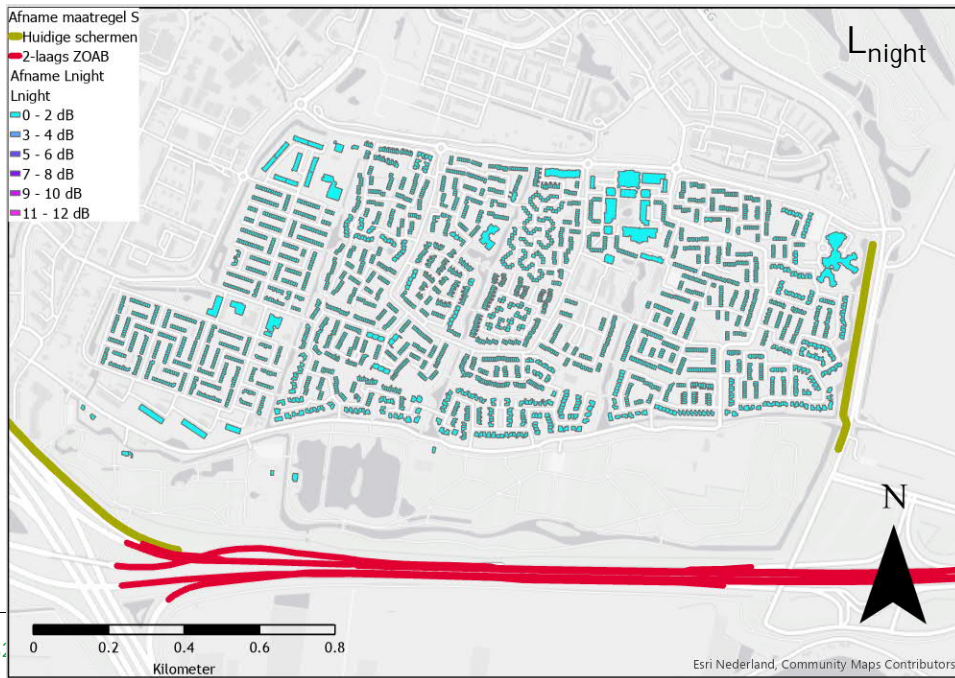 Afname maatregel S
Huidige schermen
2-laags ZOAB
Afname Lnight
Lnight
0 - 2 dB
3 - 4 dB
5 - 6 dB
7 - 8 dB
9 - 10 dB
11 - 12 dB
Lnight
N
0 0.2 0.4 0.6 0.8
Kilometer
Esri Nederland, Community Maps Contributors